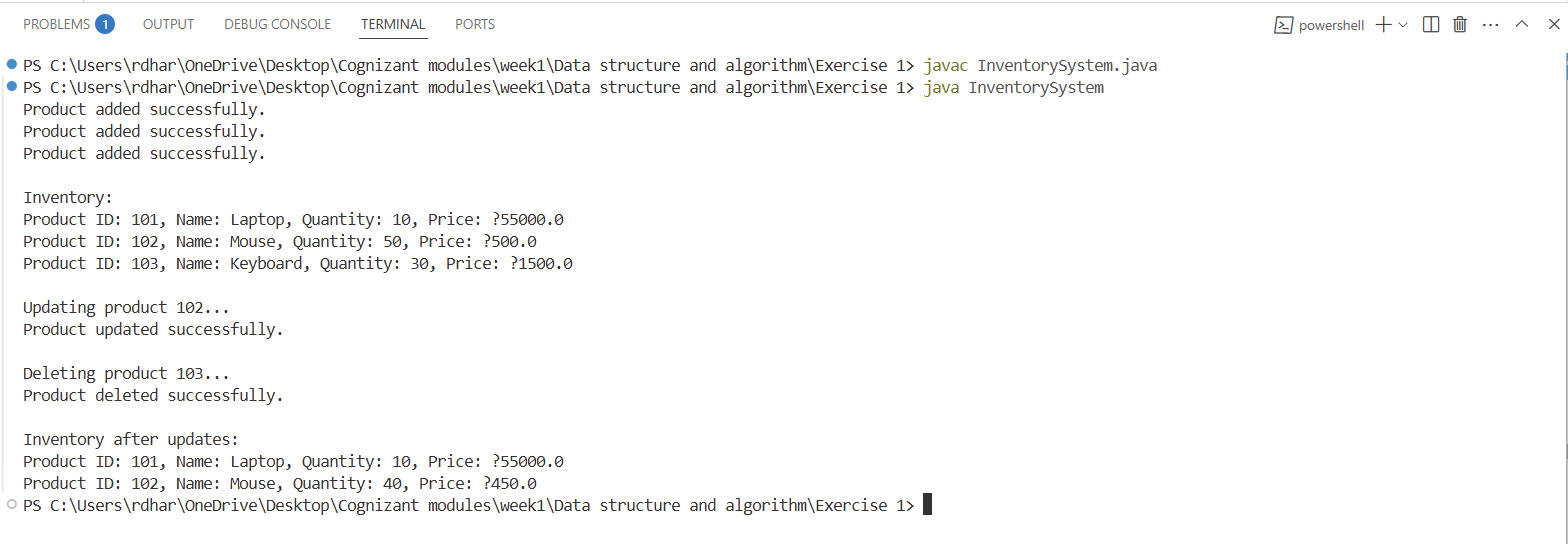 PROBLEMS 1 OUTPUT DEBUG CONSOLE TERMINAL PORTS powershell
PS C:\Users\rdhar\OneDrive\Desktop\Cognizant modules\week1\Data structure and algorithm\Exercise 1> javac InventorySystem.java
PS C:\Users\rdhar\OneDrive\Desktop\Cognizant modules\week1\Data structure and algorithm\Exercise 1> java InventorySystem
Product added successfully.
Product added successfully.
Product added successfully.
Inventory:
Product ID: 101, Name: Laptop, Quantity: 10, Price: ?55000.0
Product ID: 102, Name: Mouse, Quantity: 50, Price: ?500.0
Product ID: 103, Name: Keyboard, Quantity: 30, Price: ?1500.0
Updating product 102...
Product updated successfully.
Deleting product 103...
Product deleted successfully.
Inventory after updates:
Product ID: 101, Name: Laptop, Quantity: 10, Price: ?55000.0
Product ID: 102, Name: Mouse, Quantity: 40, Price: ?450.0
PS C:\Users\rdhar\OneDrive\Desktop\Cognizant modules\week1\Data structure and algorithm\Exercise 1>